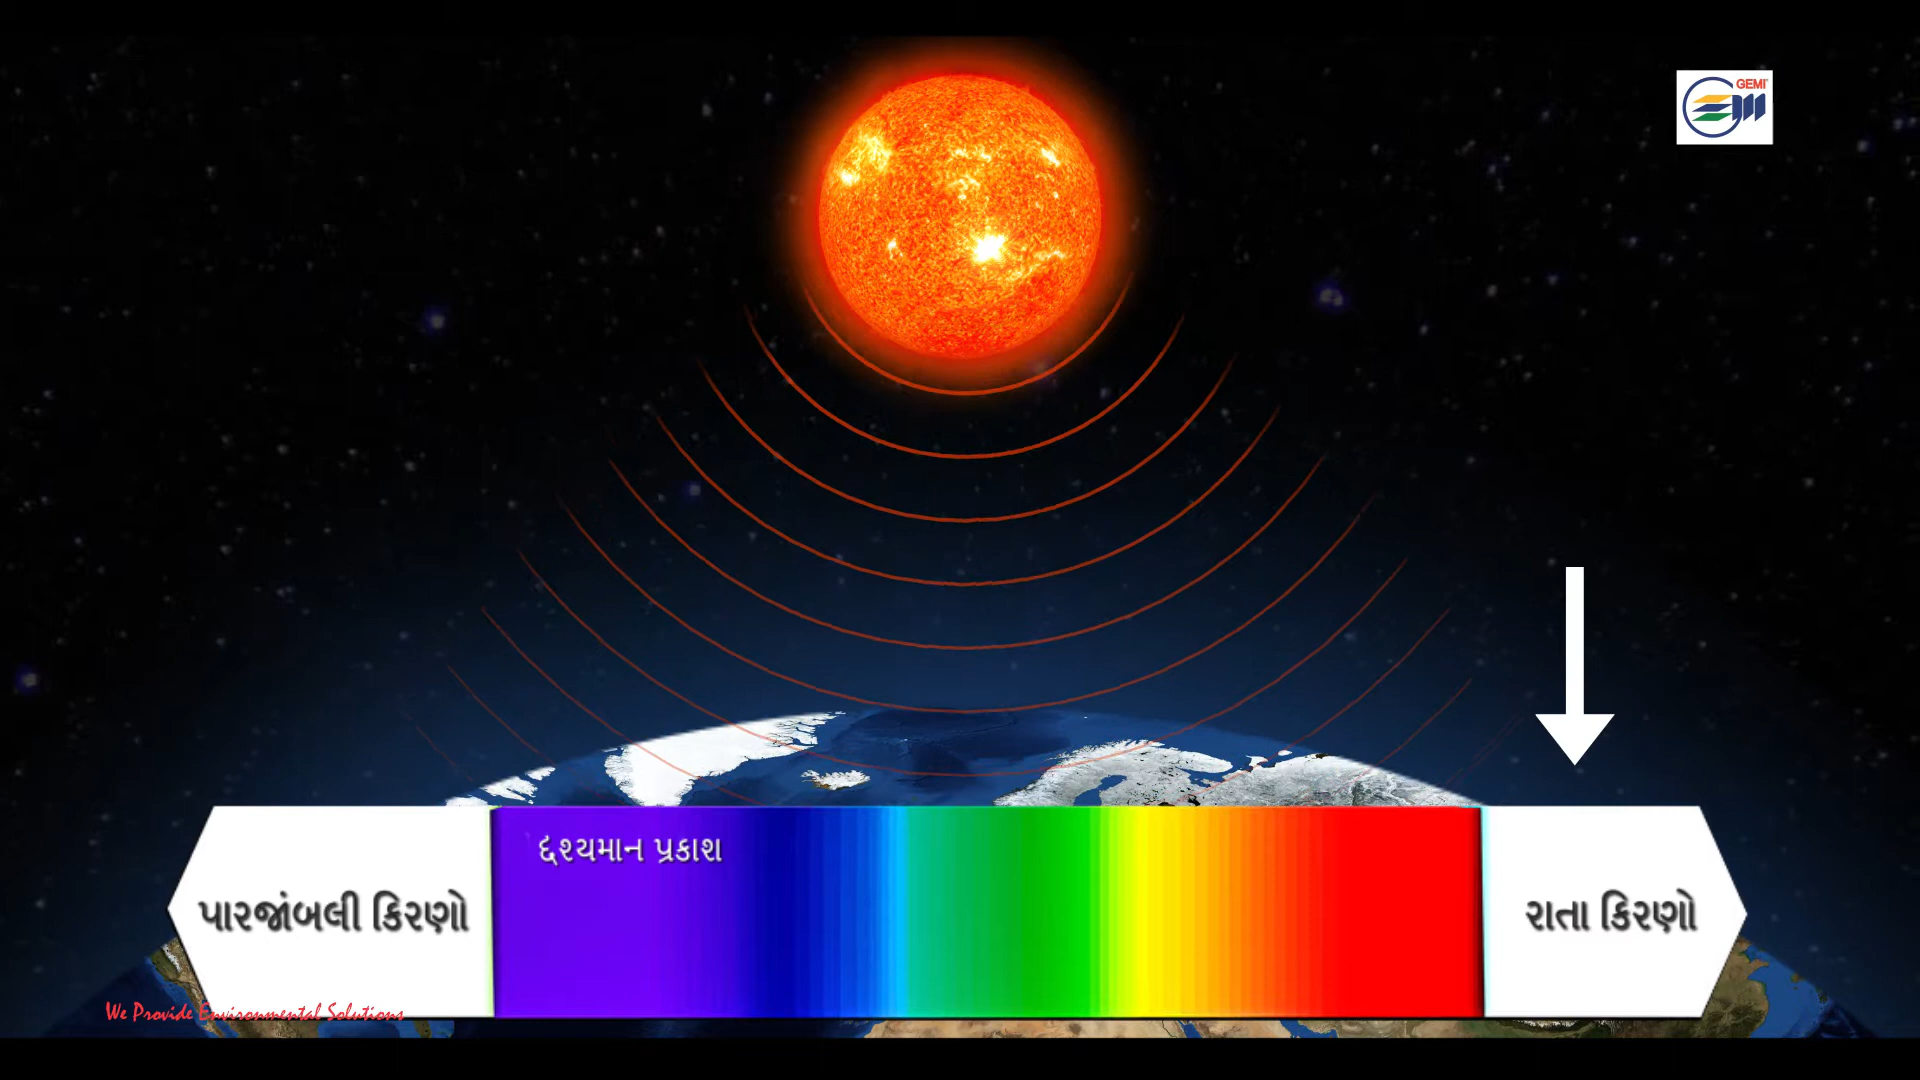 GEMI
દ્રશ્યમાન પ્રકાશ
પારજાંબલી કિરણો
રાતા કિરણો
We Provide Environmental Solutions